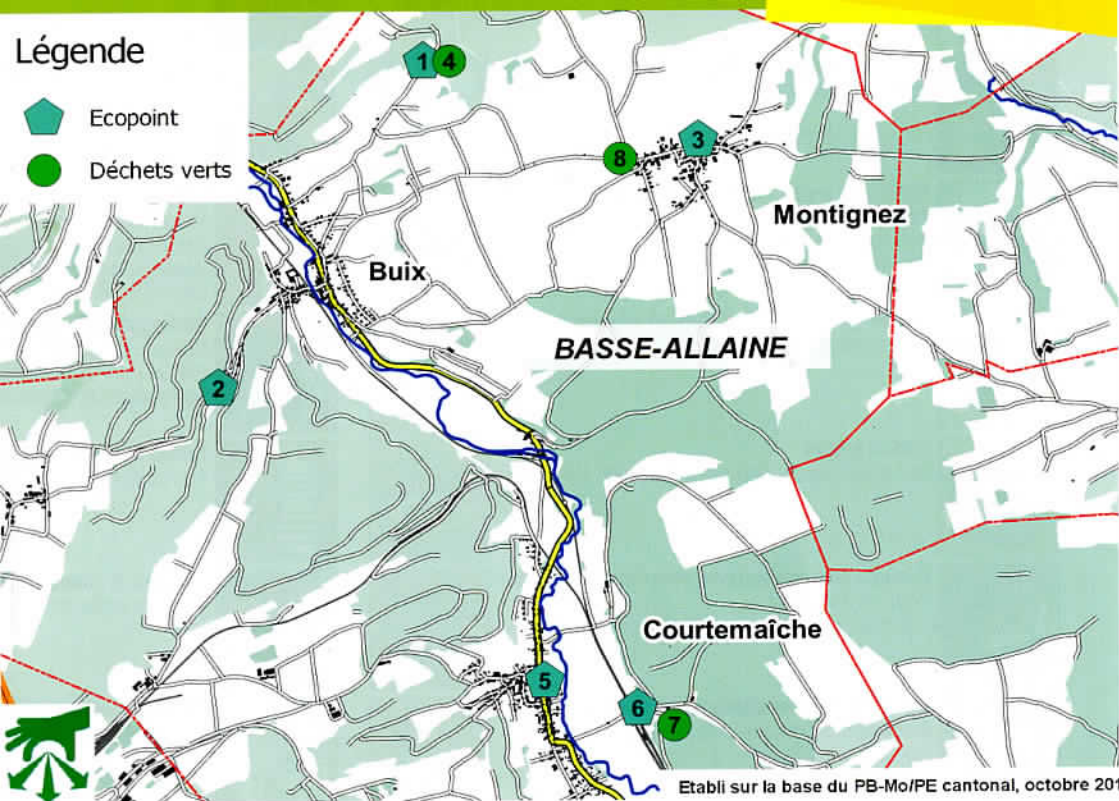 Légende
Ecopoint
Déchets verts
1 4
3
8
Montignez
Buix
BASSE-ALLAINE
2
Courtemaîche
5
6
7
Etabli sur la base du PB-Mo/PE cantonal, octobre